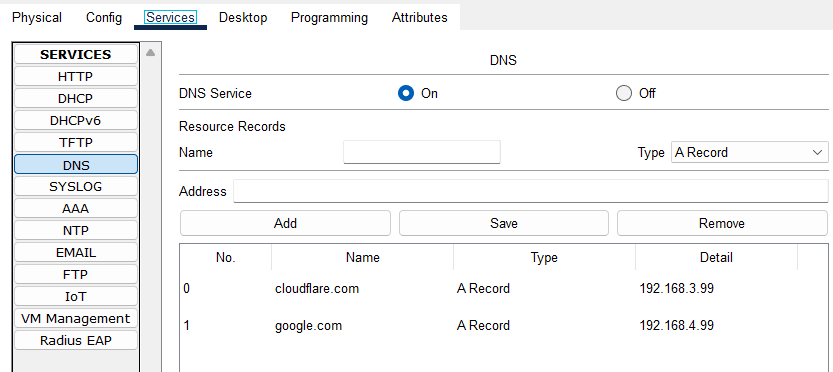 Physical Config Services Desktop Programming Attributes
SERVICES
HTTP
DHCP
DHCPv6
TFTP
DNS
SYSLOG
AAA
NTP
EMAIL
FTP
IoT
VM Management
Radius EAP
DNS
DNS Service On Off
Resource Records
Name Type A Record
Address
Add Save Remove
No. Name Type Detail
0 cloudflare.com A Record 192.168.3.99
1 google.com A Record 192.168.4.99